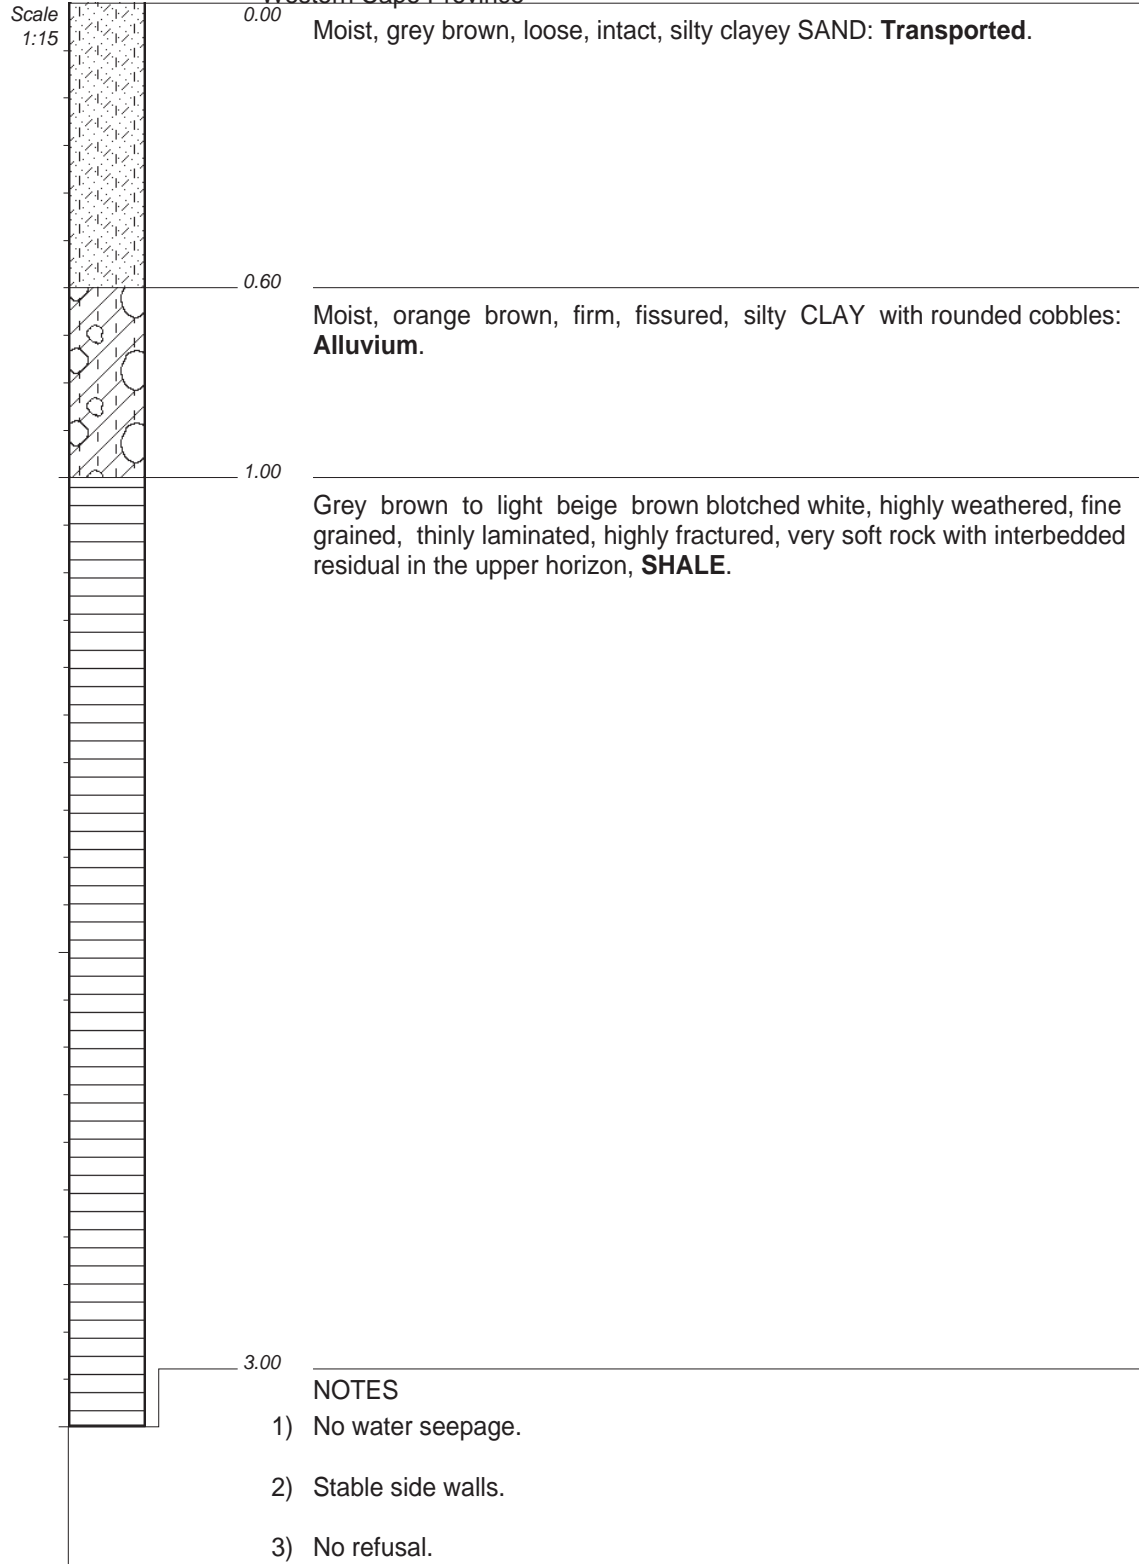 Western Cape Province
Scale
1:15
0.00
Moist, grey brown, loose, intact, silty clayey SAND: Transported.
0.60
Moist, orange brown, firm, fissured, silty CLAY with rounded cobbles:
Alluvium.
1.00
Grey brown to light beige brown blotched white, highly weathered, fine
grained, thinly laminated, highly fractured, very soft rock with interbedded
residual in the upper horizon, SHALE.
3.00
NOTES
1) No water seepage.
2) Stable side walls.
3) No refusal.